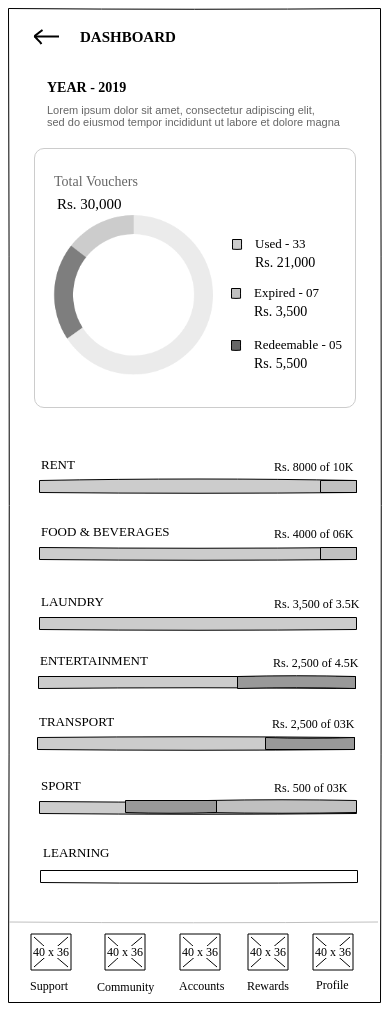 DASHBOARD
YEAR - 2019
Lorem ipsum dolor sit amet, consectetur adipiscing elit,
sed do eiusmod tempor incididunt ut labore et dolore magna
Total Vouchers
Rs. 30,000
Used - 33
Rs. 21,000
Expired - 07
Rs. 3,500
Redeemable - 05
Rs. 5,500
RENT Rs. 8000 of 10K
FOOD & BEVERAGES Rs. 4000 of 06K
LAUNDRY Rs. 3,500 of 3.5K
ENTERTAINMENT Rs. 2,500 of 4.5K
TRANSPORT Rs. 2,500 of 03K
SPORT Rs. 500 of 03K
LEARNING
40 x 36 40 x 36 40 x 36 40 x 36 40 x 36
Support Community Accounts Rewards Profile